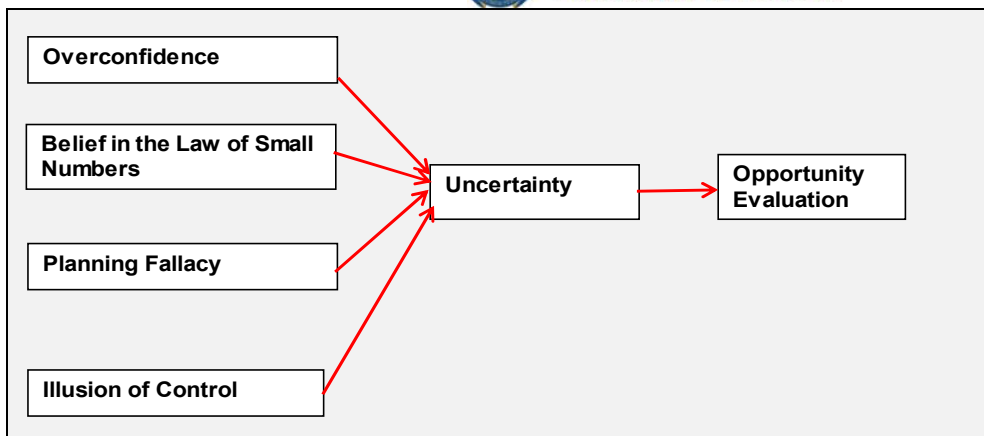 Overconfidence
Belief in the Law of Small
Numbers
Uncertainty
Opportunity
Evaluation
Planning Fallacy
Illusion of Control